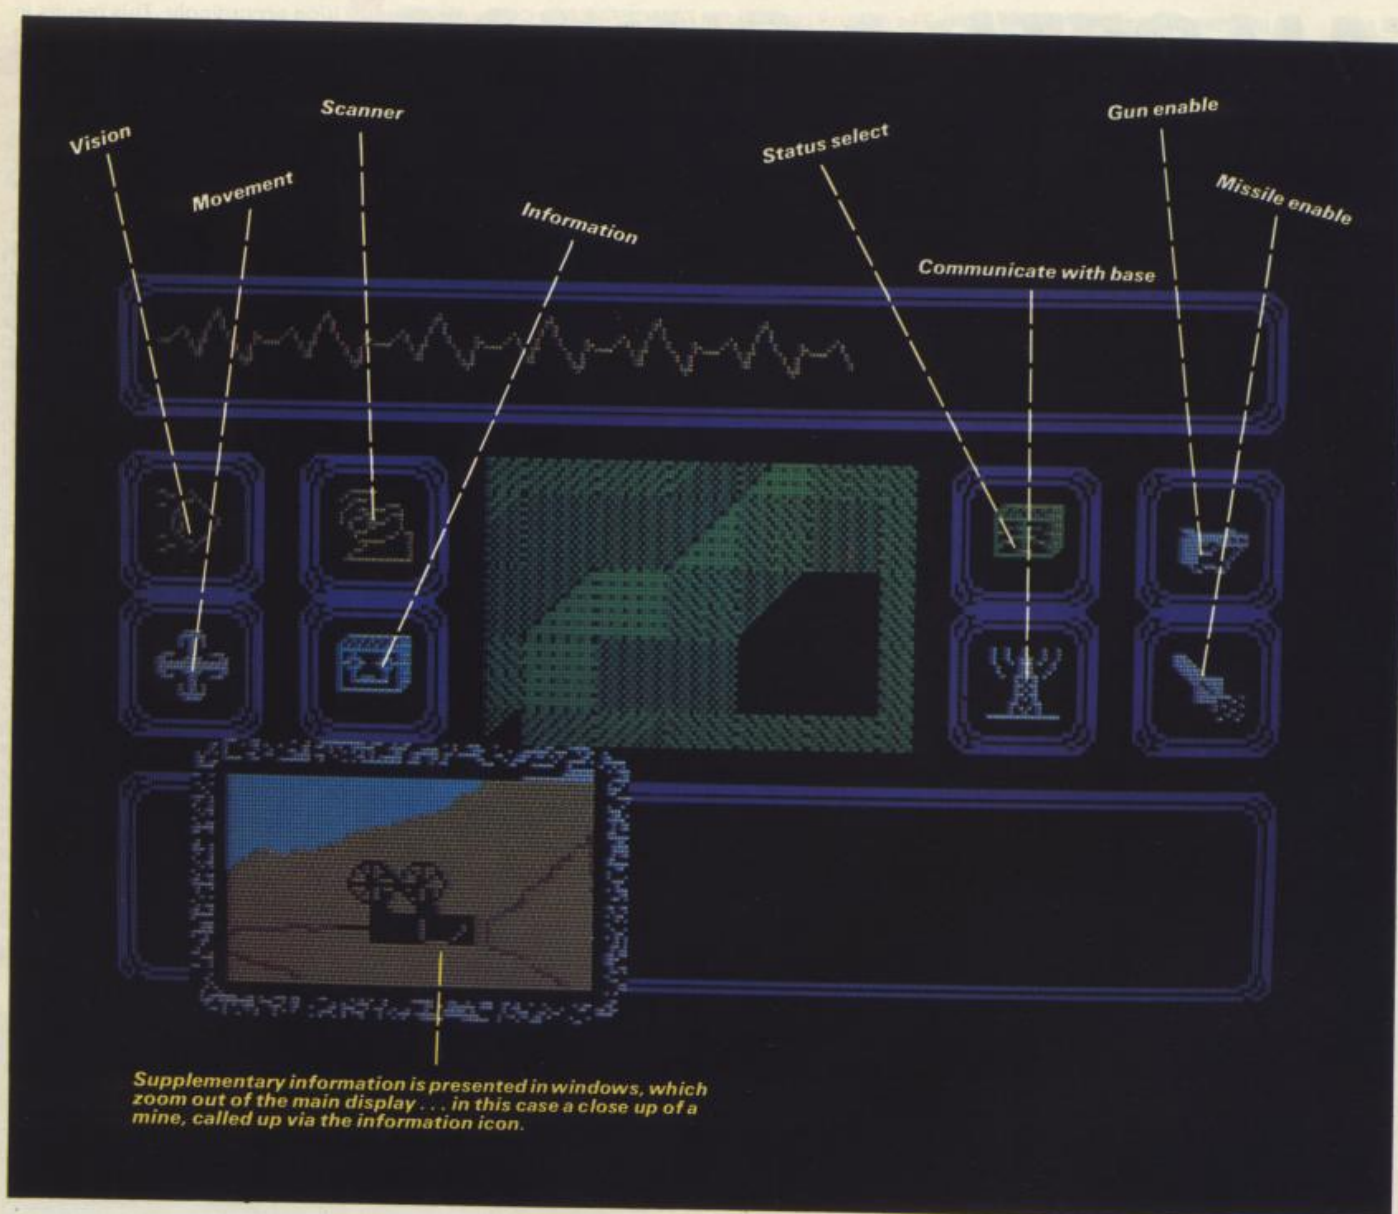 Scanner
Gun enable
Vision
Status select
Movement
Missile enable
Information
Communicate with base
Supplementary information is presented in windows, which
zoom out of the main display . . . in this case a close up of a
mine, called up via the information icon.